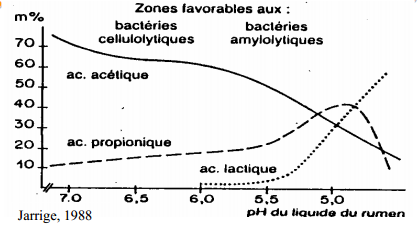 Zones favorables aux :
m%
bactéries cellulolytiques
bactéries amylolytiques
70
60
50
40
30
20
10
ac. acétique
ac. propionique
ac. lactique
7.0 6,5 6,0 5,5 5,0
pH du liquide du rumen
Jarrige, 1988